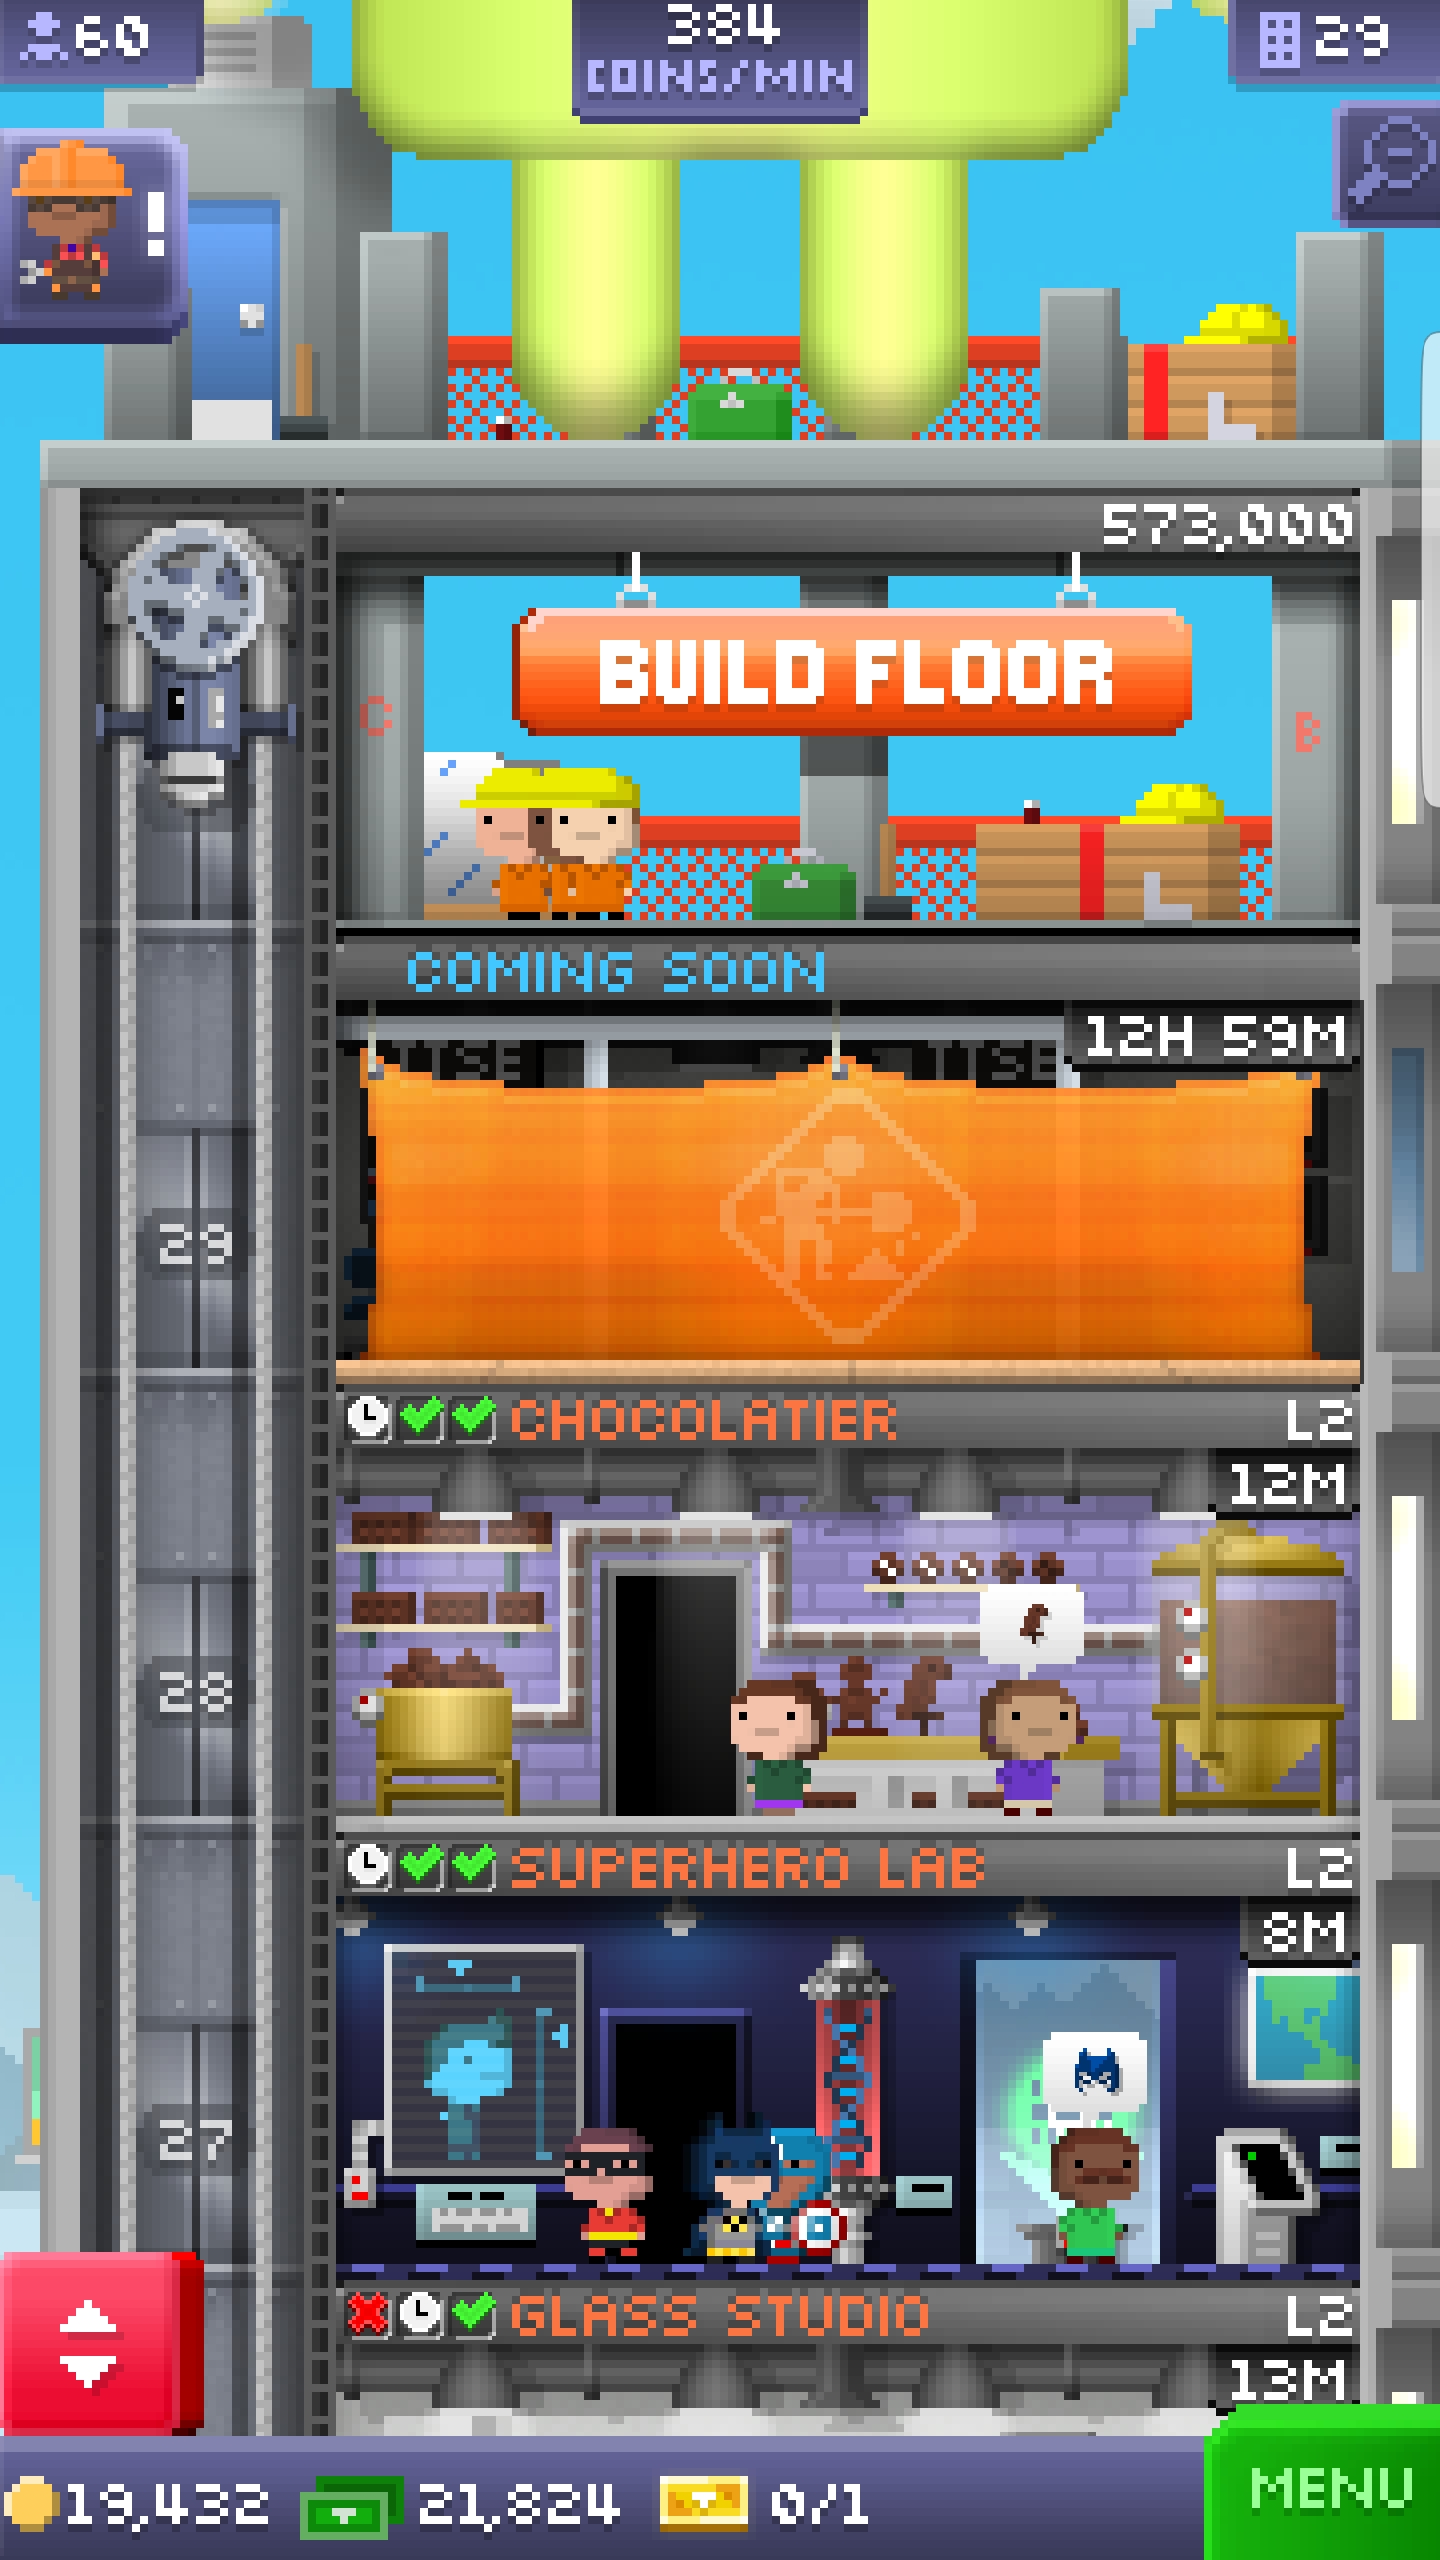 60
384
COINS/MIN
29
!
573,000
BUILD FLOOR
C
B
COMING SOON
12H 59M
29
CHOCOLATIER
L2
12M
28
SUPERHERO LAB
L2
8M
27
GLASS STUDIO
L2
13M
19,432
21,824
0/1
MENU